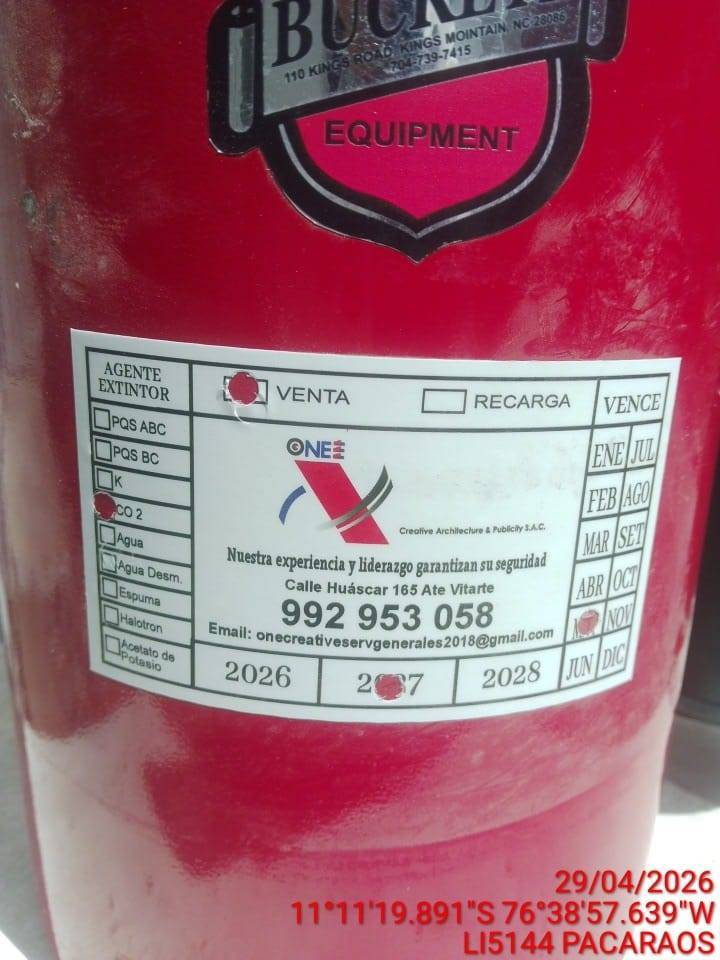 BUCKEYE
110 KINGS ROAD, KINGS MOINTAIN, NC 28086
704-739-7415
EQUIPMENT
AGENTE EXTINTOR
VENTA
RECARGA
VENCE
PQS ABC
PQS BC
K
CO 2
Agua
Agua Desm.
Espuma
Halotron
Acetato de
Potasio
ONE
X
Creative Architecture & Publicity S.A.C.
Nuestra experiencia y liderazgo garantizan su seguridad
Calle Huáscar 165 Ate Vitarte
992 953 058
Email: onecreativeservgenerales2018@gmail.com
2026
2 7
2028
ENE JUL
FEB AGO
MAR SET
ABR OCT
NOV
JUN DIC
29/04/2026
11°11'19.891"S 76°38'57.639"W
LI5144 PACARAOS